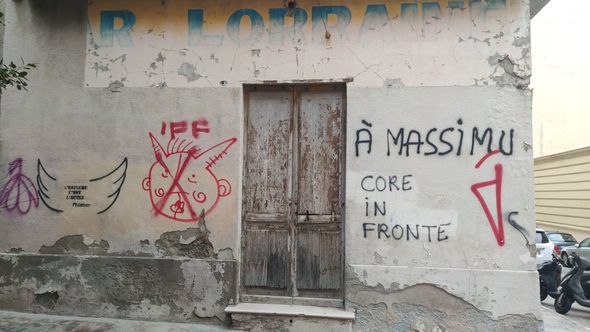 AR LORRAINE
IFF
À MASSIMU
CORE
IN
FRONTE